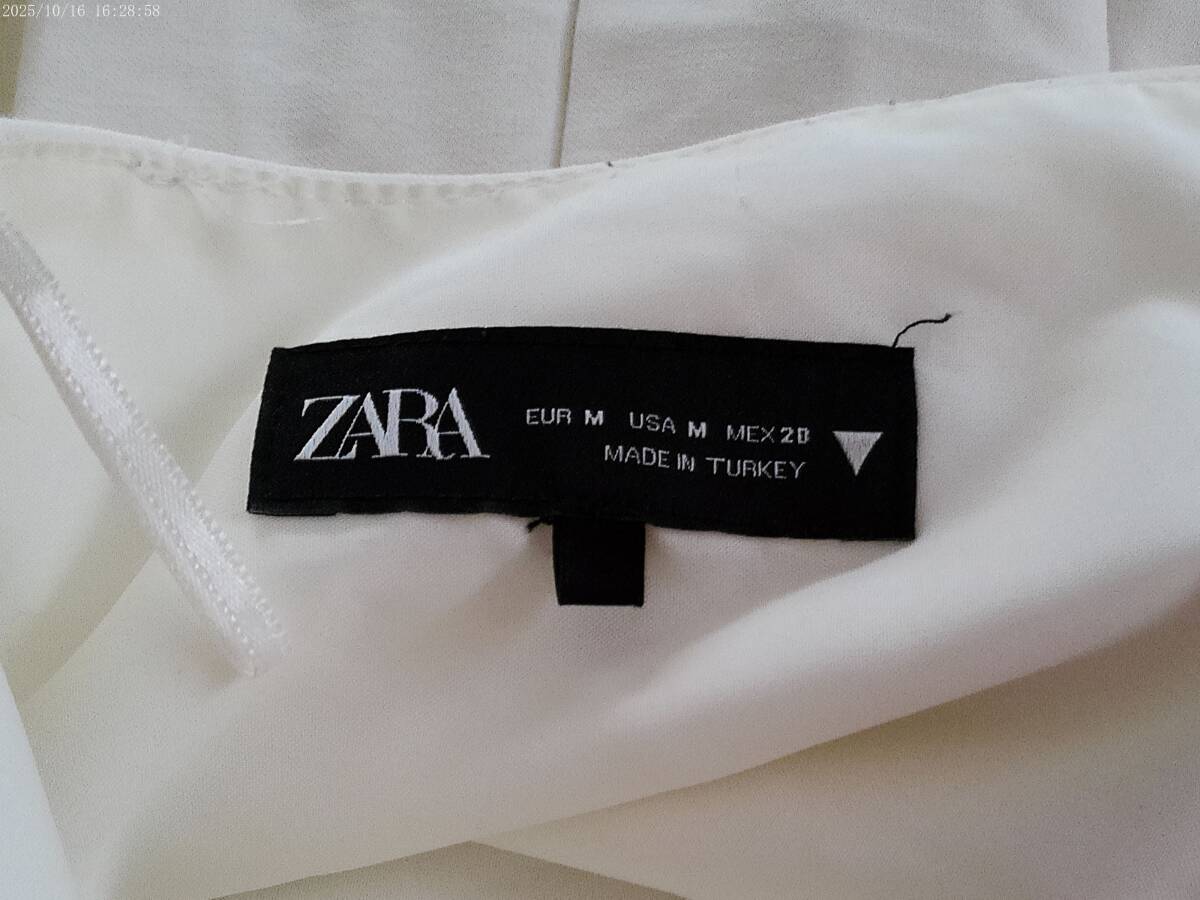 2025/10/16 16:28:58
ZARA
EUR M USA M MEX 28
MADE IN TURKEY